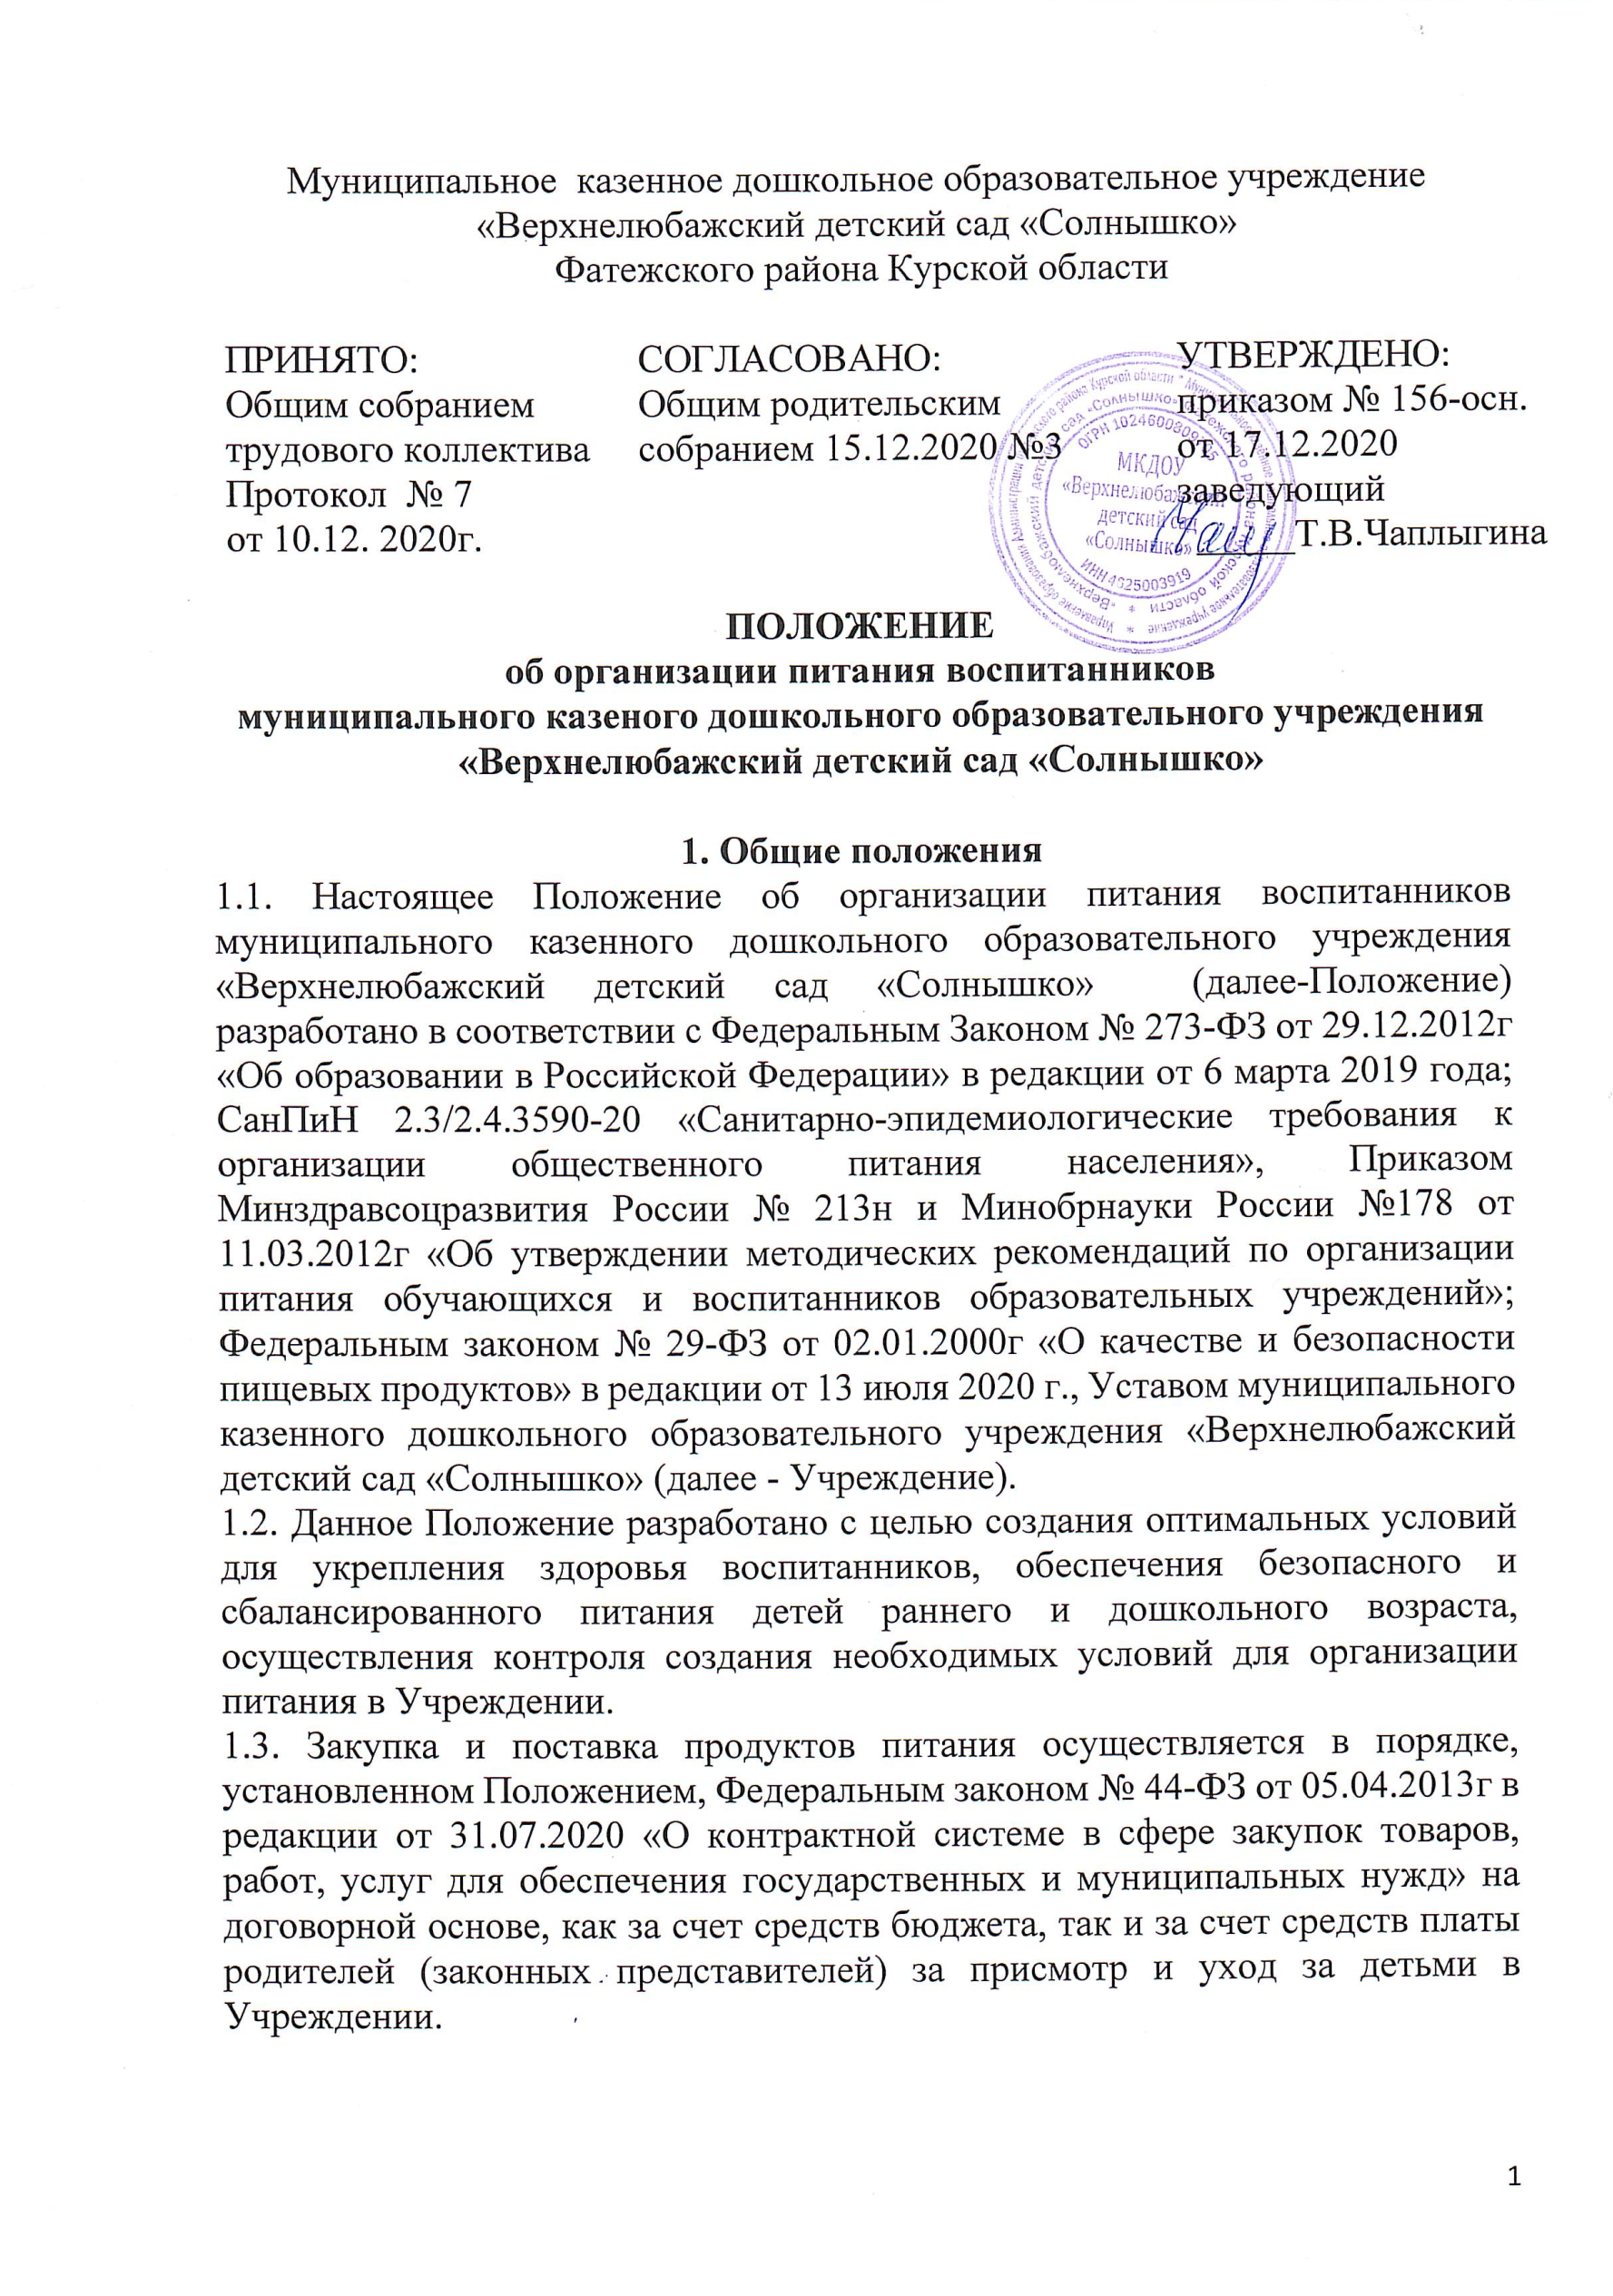 Муниципальное казенное дошкольное образовательное учреждение
«Верхнелюбажский детский сад «Солнышко»
Фатежского района Курской области
ПРИНЯТО:
Общим собранием
трудового коллектива
Протокол № 7
от 10.12. 2020г.
СОГЛАСОВАНО:
Общим родительским
собранием 15.12.2020 №3
УТВЕРЖДЕНО:
приказом № 156-осн.
от 17.12.2020
заведующий
Т.В.Чаплыгина
МКДОУ
«Верхнелюбажский
детский сад
«Солнышко»
ПОЛОЖЕНИЕ
об организации питания воспитанников
муниципального казеного дошкольного образовательного учреждения
«Верхнелюбажский детский сад «Солнышко»
1. Общие положения
1.1. Настоящее Положение об организации питания воспитанников
муниципального казенного дошкольного образовательного учреждения
«Верхнелюбажский детский сад «Солнышко» (далее-Положение)
разработано в соответствии с Федеральным Законом № 273-ФЗ от 29.12.2012г
«Об образовании в Российской Федерации» в редакции от 6 марта 2019 года;
СанПиН 2.3/2.4.3590-20 «Санитарно-эпидемиологические требования к
организации общественного питания населения», Приказом
Минздравсоцразвития России № 213н и Минобрнауки России №178 от
11.03.2012г «Об утверждении методических рекомендаций по организации
питания обучающихся и воспитанников образовательных учреждений»;
Федеральным законом № 29-ФЗ от 02.01.2000г «О качестве и безопасности
пищевых продуктов» в редакции от 13 июля 2020 г., Уставом муниципального
казенного дошкольного образовательного учреждения «Верхнелюбажский
детский сад «Солнышко» (далее - Учреждение).
1.2. Данное Положение разработано с целью создания оптимальных условий
для укрепления здоровья воспитанников, обеспечения безопасного и
сбалансированного питания детей раннего и дошкольного возраста,
осуществления контроля создания необходимых условий для организации
питания в Учреждении.
1.3. Закупка и поставка продуктов питания осуществляется в порядке,
установленном Положением, Федеральным законом № 44-ФЗ от 05.04.2013г в
редакции от 31.07.2020 «О контрактной системе в сфере закупок товаров,
работ, услуг для обеспечения государственных и муниципальных нужд» на
договорной основе, как за счет средств бюджета, так и за счет средств платы
родителей (законных представителей) за присмотр и уход за детьми в
Учреждении.
1